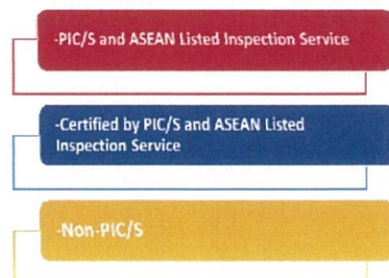 -PIC/S and ASEAN Listed Inspection Service
-Certified by PIC/S and ASEAN Listed
Inspection Service
-Non-PIC/S